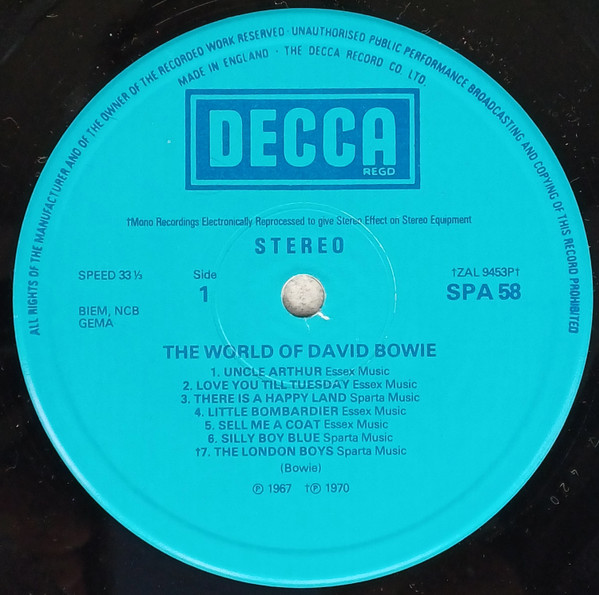 ALL RIGHTS OF THE MANUFACTURER AND OF THE OWNER OF THE RECORDED WORK RESERVED · UNAUTHORISED PUBLIC PERFORMANCE BROADCASTING AND COPYING OF THIS RECORD PROHIBITED
MADE IN ENGLAND · THE DECCA RECORD CO. LTD.
DECCA
REGD
†Mono Recordings Electronically Reprocessed to give Stereo Effect on Stereo Equipment
STEREO
SPEED 33⅓ Side †ZAL 9453P†
1 SPA 58
BIEM, NCB
GEMA
THE WORLD OF DAVID BOWIE
1. UNCLE ARTHUR Essex Music
2. LOVE YOU TILL TUESDAY Essex Music
3. THERE IS A HAPPY LAND Sparta Music
4. LITTLE BOMBARDIER Essex Music
5. SELL ME A COAT Essex Music
6. SILLY BOY BLUE Sparta Music
†7. THE LONDON BOYS Sparta Music
(Bowie)
℗ 1967 †℗ 1970
420